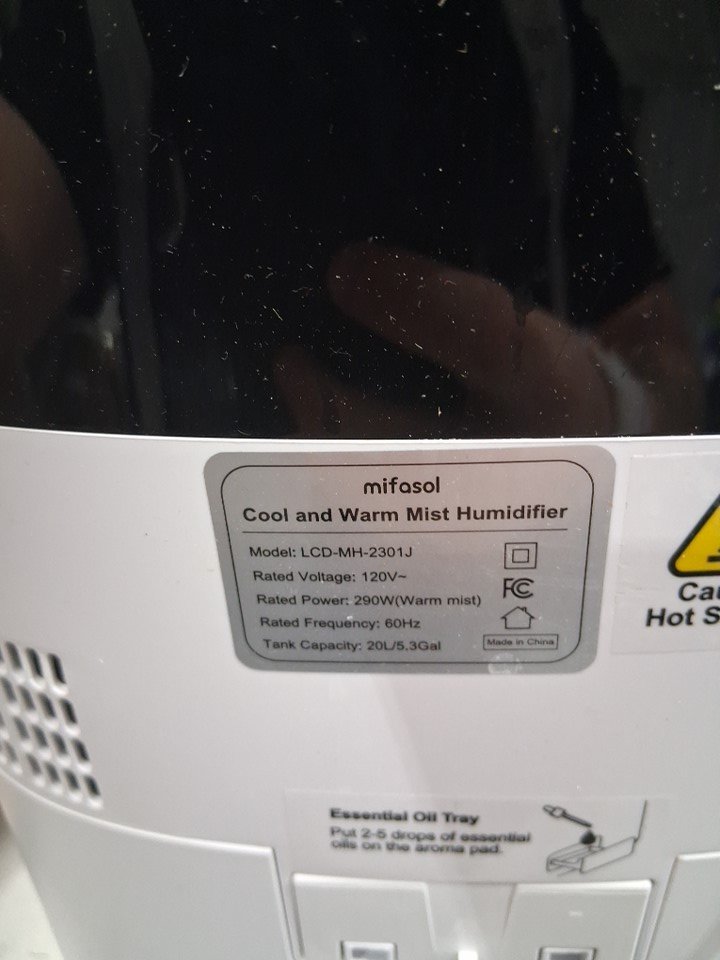 mifasol
Cool and Warm Mist Humidifier
Model: LCD-MH-2301J
Rated Voltage: 120V~
Rated Power: 290W(Warm mist)
FC
Rated Frequency: 60Hz
Tank Capacity: 20L/5.3Gal
Made in China
Cau
Hot S
Essential Oil Tray
Put 2-5 drops of essential
oils on the aroma pad.